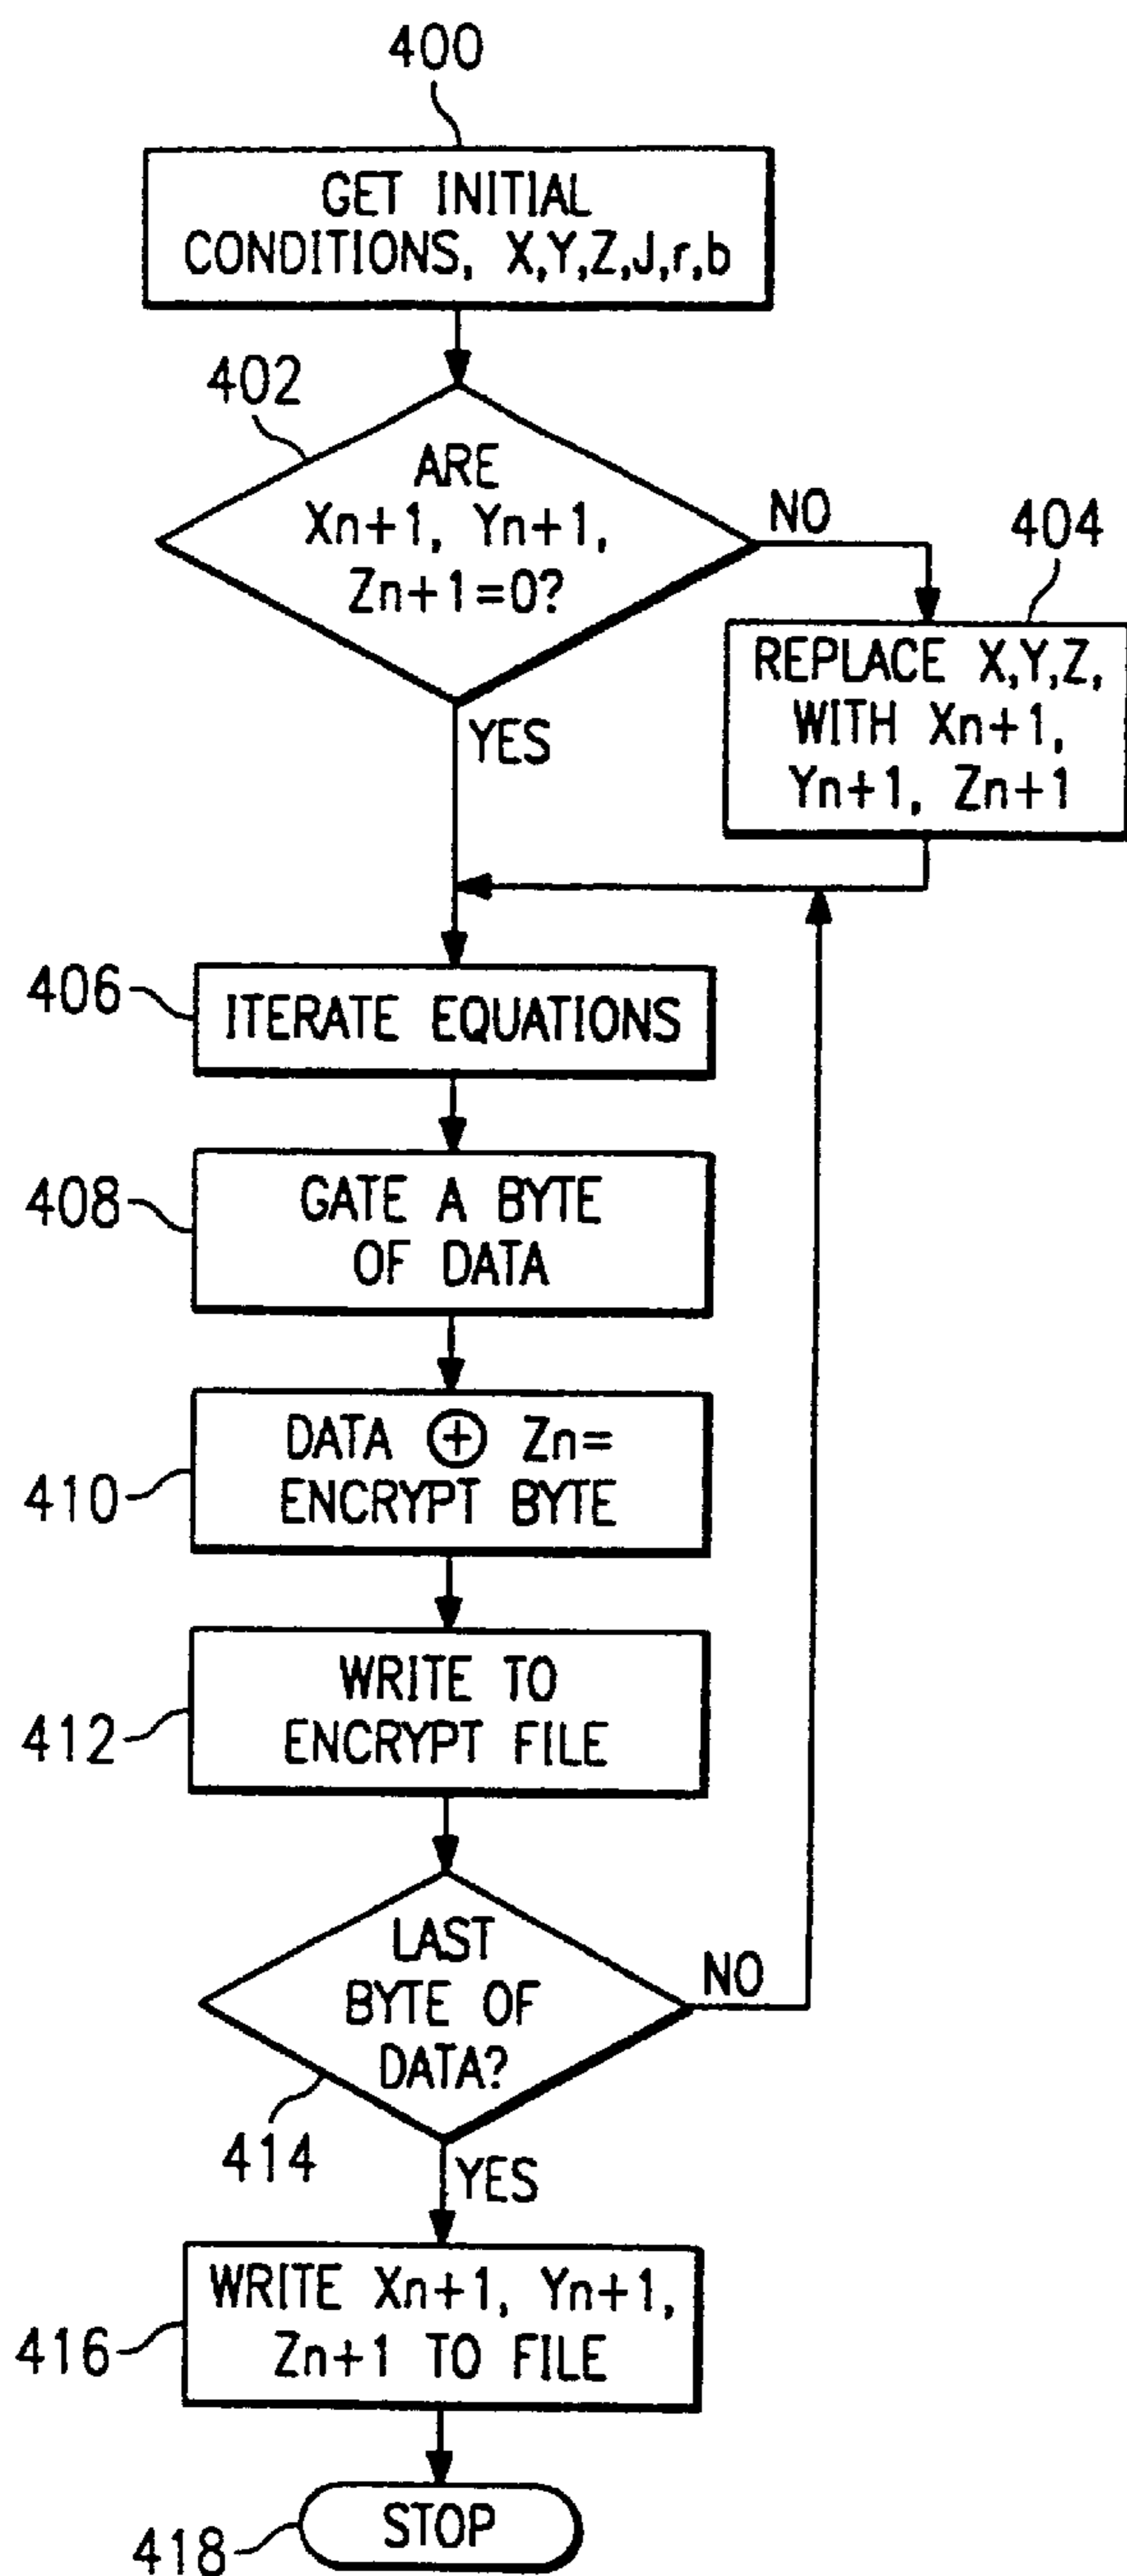 400
GET INITIAL
CONDITIONS, X,Y,Z,J,r,b
402
ARE
Xn+1, Yn+1,
Zn+1=0?
NO
404
REPLACE X,Y,Z,
WITH Xn+1,
Yn+1, Zn+1
YES
406
ITERATE EQUATIONS
408
GATE A BYTE
OF DATA
410
DATA ⊕ Zn=
ENCRYPT BYTE
412
WRITE TO
ENCRYPT FILE
LAST
BYTE OF
DATA?
NO
414
YES
416
WRITE Xn+1, Yn+1,
Zn+1 TO FILE
418
STOP